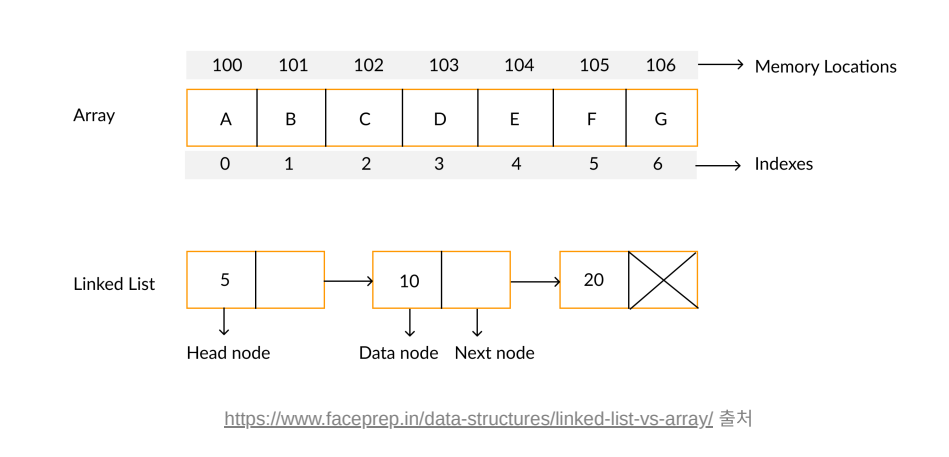 100 101 102 103 104 105 106 Memory Locations
Array A B C D E F G
0 1 2 3 4 5 6 Indexes
Linked List 5 10 20
Head node Data node Next node
https://www.faceprep.in/data-structures/linked-list-vs-array/ 출처